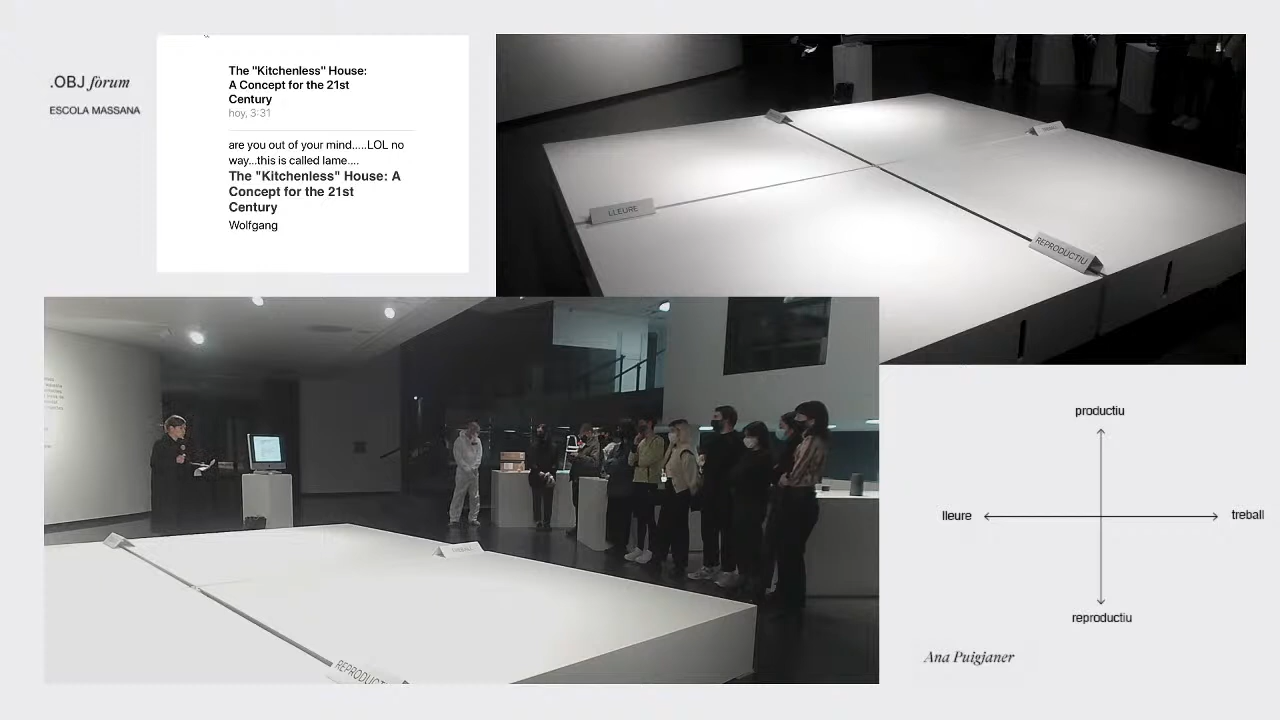 .OBJ forum
ESCOLA MASSANA
The "Kitchenless" House:
A Concept for the 21st
Century
hoy, 3:31
are you out of your mind.....LOL no
way...this is called lame....
The "Kitchenless" House: A
Concept for the 21st
Century
Wolfgang
LLEURE
REPRODUCTIU
REPRODUCT
productiu
lleure
treball
reproductiu
Ana Puigjaner